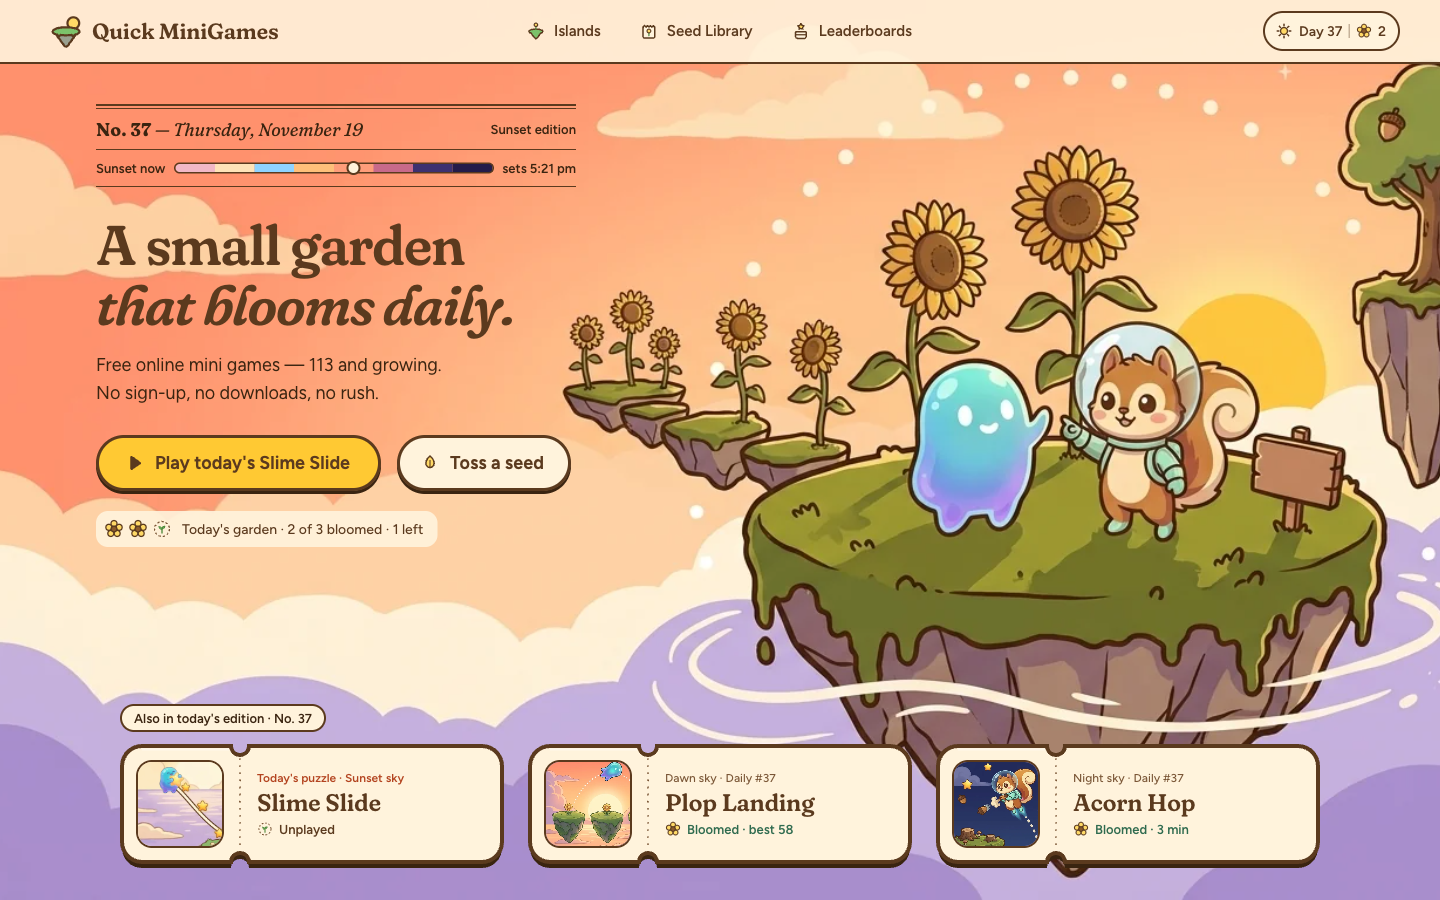 Quick MiniGames
Islands
Seed Library
Leaderboards
Day 37 | 2
No. 37 — Thursday, November 19
Sunset edition
Sunset now
sets 5:21 pm
A small garden
that blooms daily.
Free online mini games — 113 and growing.
No sign-up, no downloads, no rush.
Play today's Slime Slide
Toss a seed
Today's garden · 2 of 3 bloomed · 1 left
Also in today's edition · No. 37
Today's puzzle · Sunset sky
Slime Slide
Unplayed
Dawn sky · Daily #37
Plop Landing
Bloomed · best 58
Night sky · Daily #37
Acorn Hop
Bloomed · 3 min